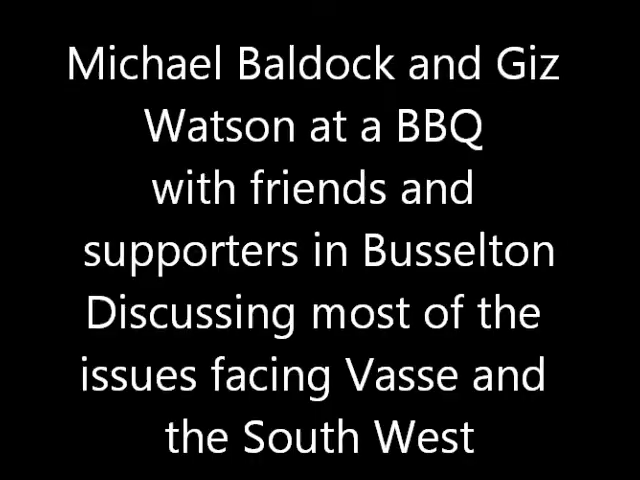 Michael Baldock and Giz
Watson at a BBQ
with friends and
supporters in Busselton
Discussing most of the
issues facing Vasse and
the South West